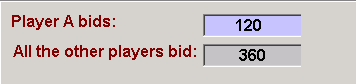 Player A bids: 120
All the other players bid: 360